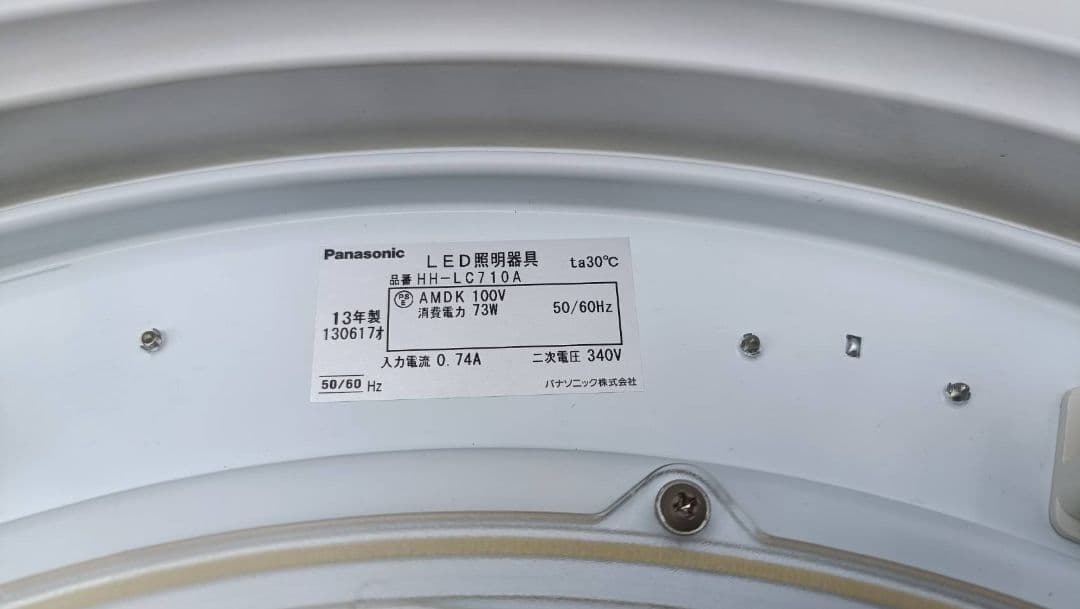 Panasonic
LED照明器具 ta30℃
品番 HH-LC710A
PSE AMDK 100V
消費電力 73W 50/60Hz
13年製
130617オ
入力電流 0.74A 二次電圧 340V
50/60 Hz
パナソニック株式会社